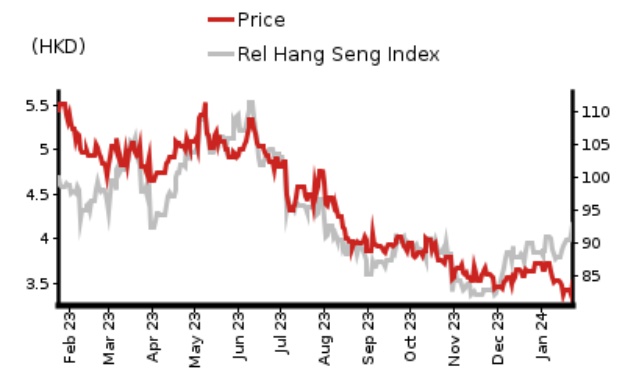 Price
(HKD)
Rel Hang Seng Index
5.5
5
4.5
4
3.5
110
105
100
95
90
85
Feb 23
Mar 23
Apr 23
May 23
Jun 23
Jul 23
Aug 23
Sep 23
Oct 23
Nov 23
Dec 23
Jan 24